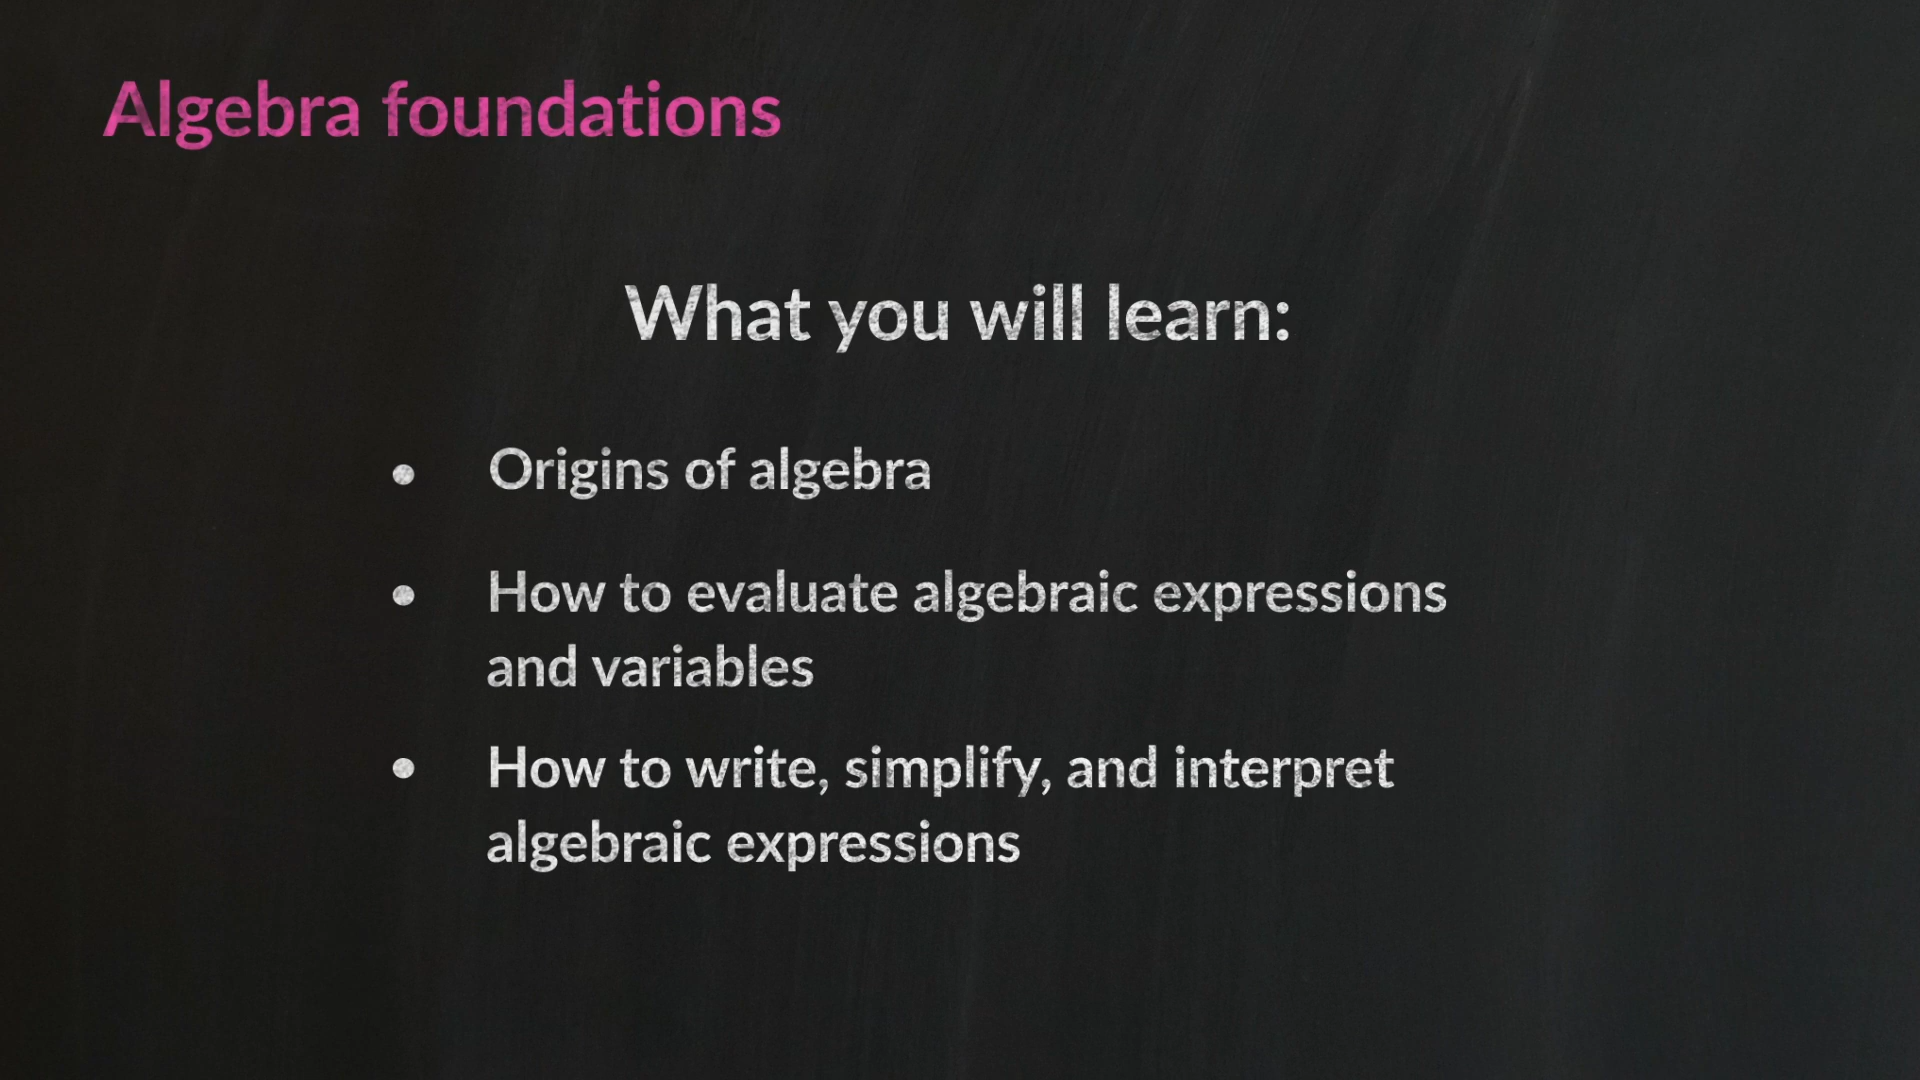 Algebra foundations
What you will learn:
• Origins of algebra
• How to evaluate algebraic expressions
and variables
• How to write, simplify, and interpret
algebraic expressions